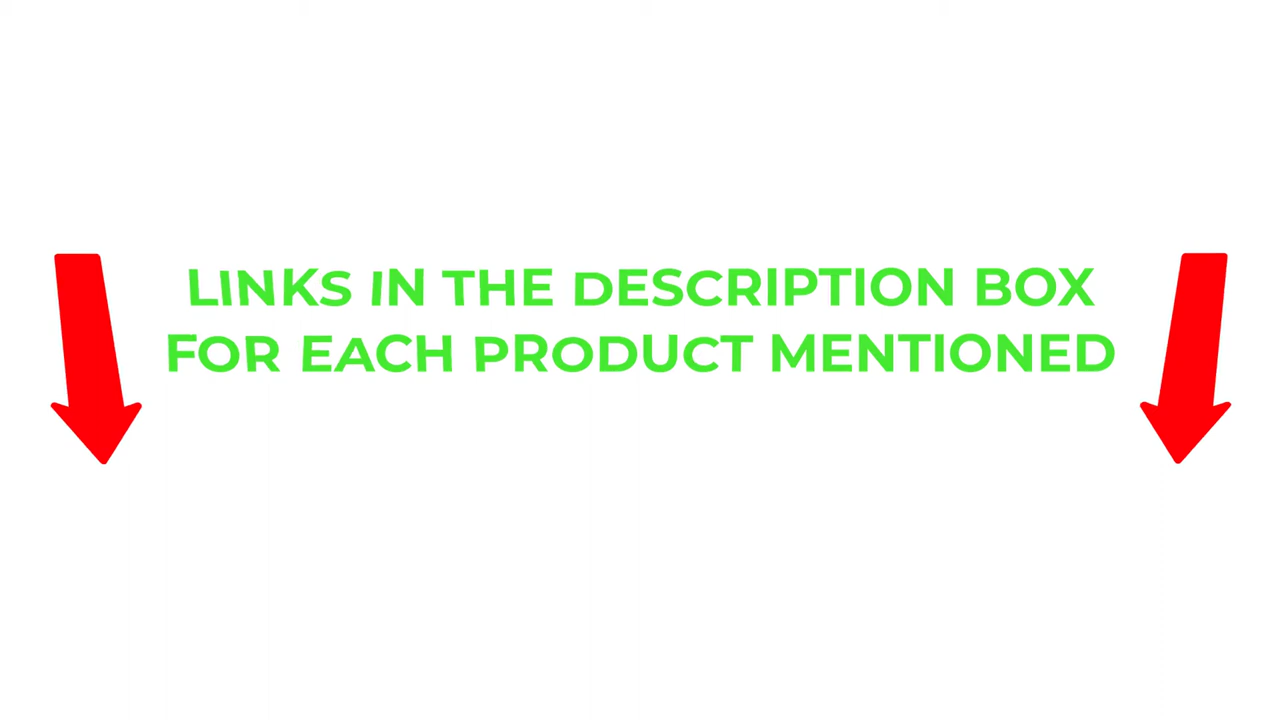 LINKS IN THE DESCRIPTION BOX
FOR EACH PRODUCT MENTIONED